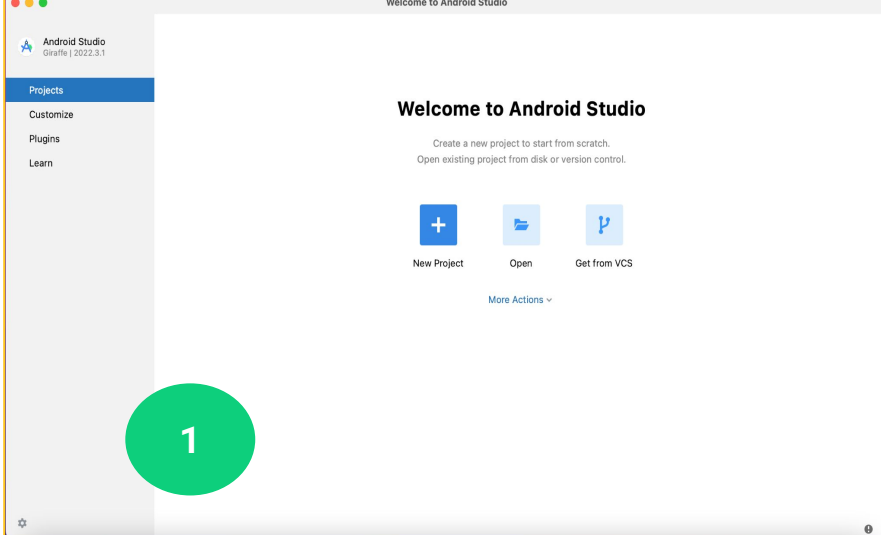 Welcome to Android Studio
Android Studio
Giraffe | 2022.3.1
Projects
Customize
Plugins
Learn
Welcome to Android Studio
Create a new project to start from scratch.
Open existing project from disk or version control.
New Project
Open
Get from VCS
More Actions
1